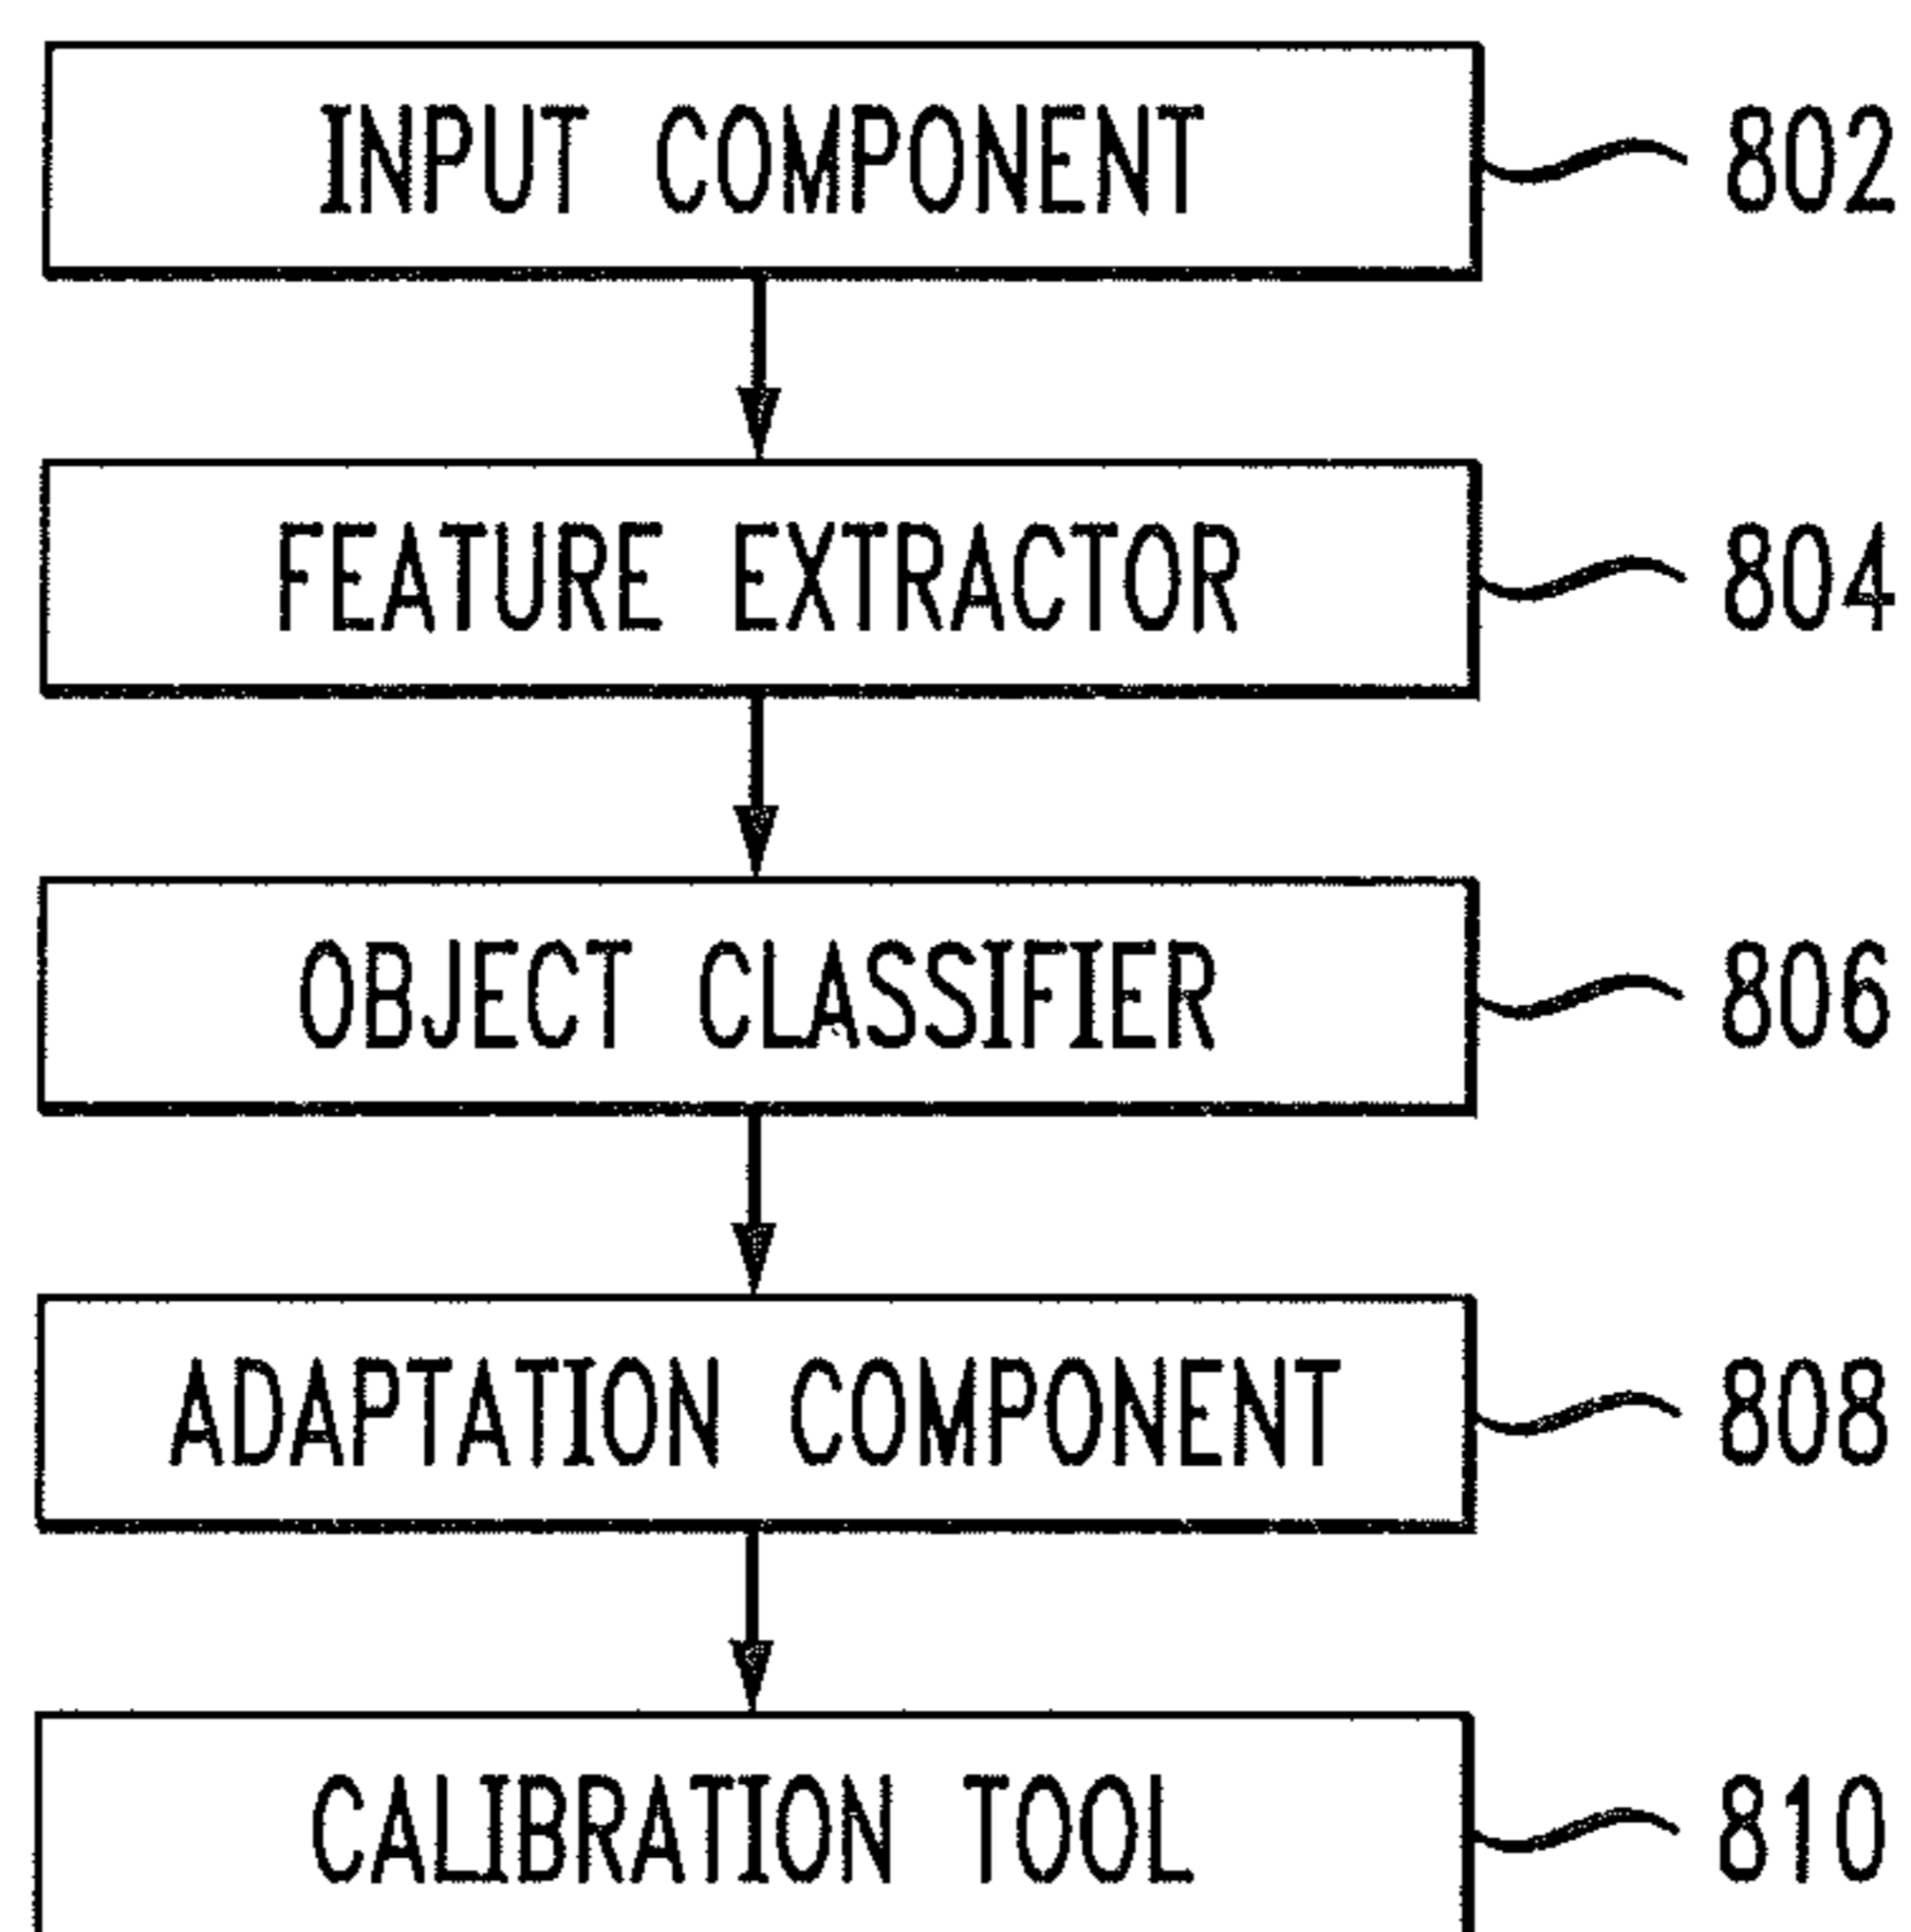 INPUT COMPONENT 802
FEATURE EXTRACTOR 804
OBJECT CLASSIFIER 806
ADAPTATION COMPONENT 808
CALIBRATION TOOL 810